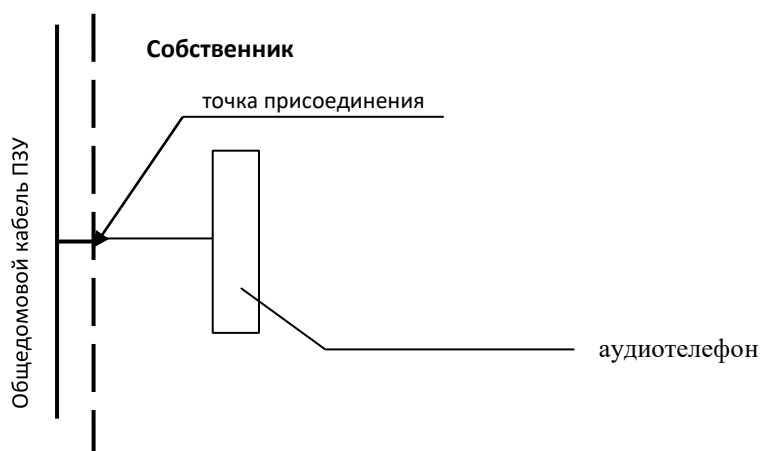 Собственник
точка присоединения
Общедомовой кабель ПЗУ
аудиотелефон